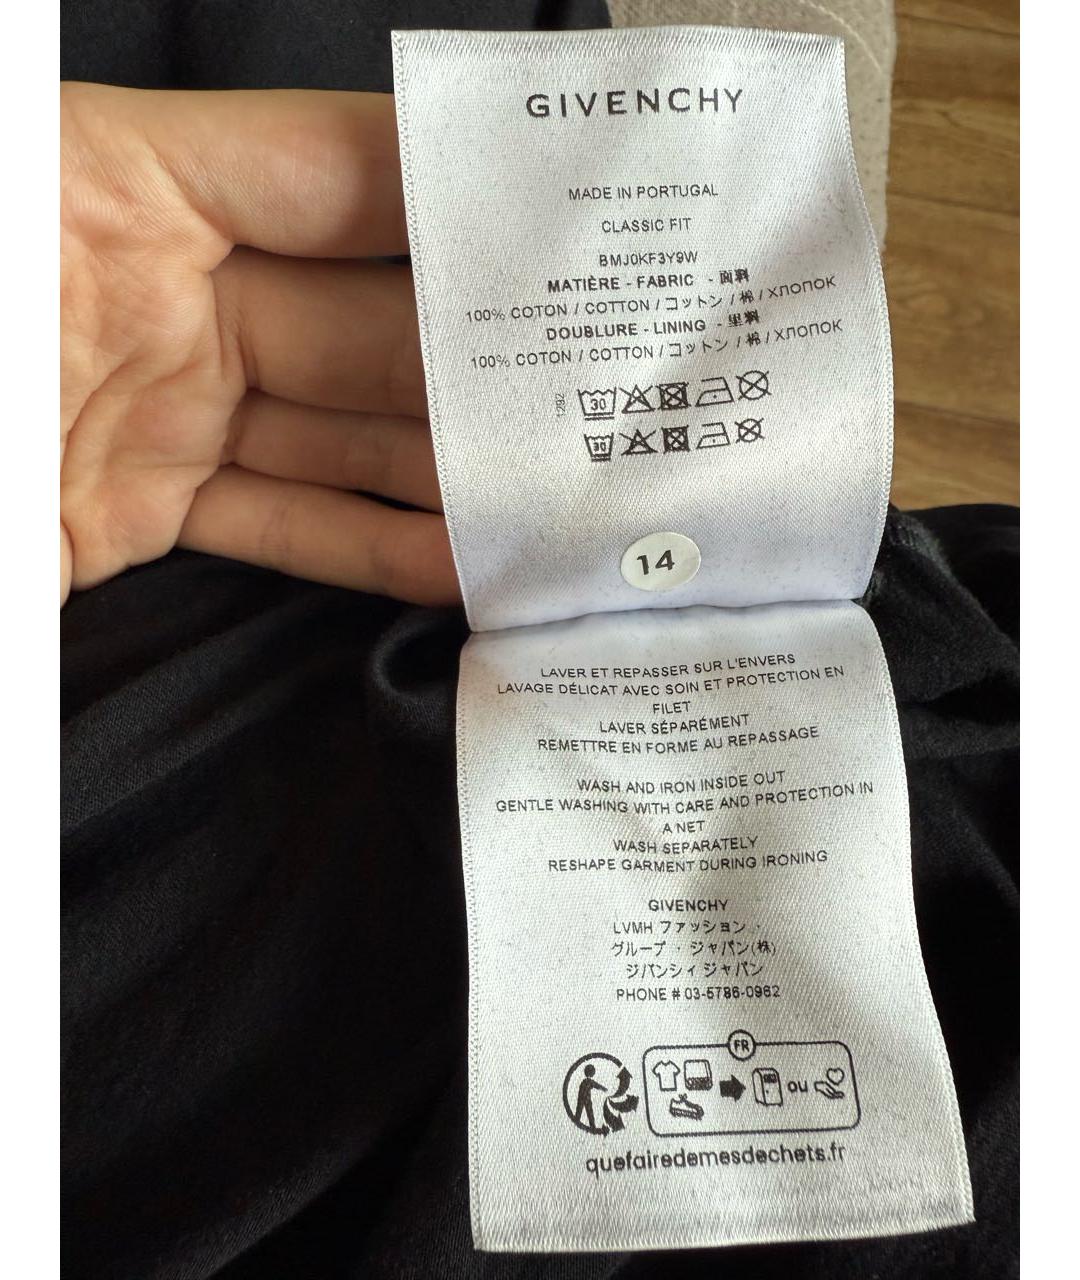 GIVENCHY
MADE IN PORTUGAL
CLASSIC FIT
BMJ0KF3Y9W
MATIÈRE - FABRIC - 面料
100% COTON / COTTON / コットン / 棉 / ХЛОПОК
DOUBLURE - LINING - 里料
100% COTON / COTTON / コットン / 棉 / ХЛОПОК
1292
30
30
14
LAVER ET REPASSER SUR L'ENVERS
LAVAGE DÉLICAT AVEC SOIN ET PROTECTION EN
FILET
LAVER SÉPARÉMENT
REMETTRE EN FORME AU REPASSAGE
WASH AND IRON INSIDE OUT
GENTLE WASHING WITH CARE AND PROTECTION IN
A NET
WASH SEPARATELY
RESHAPE GARMENT DURING IRONING
GIVENCHY
LVMH ファッション ·
グループ · ジャパン(株)
ジバンシィ ジャパン
PHONE # 03-5786-0962
FR
ou
quefairedemesdechets.fr